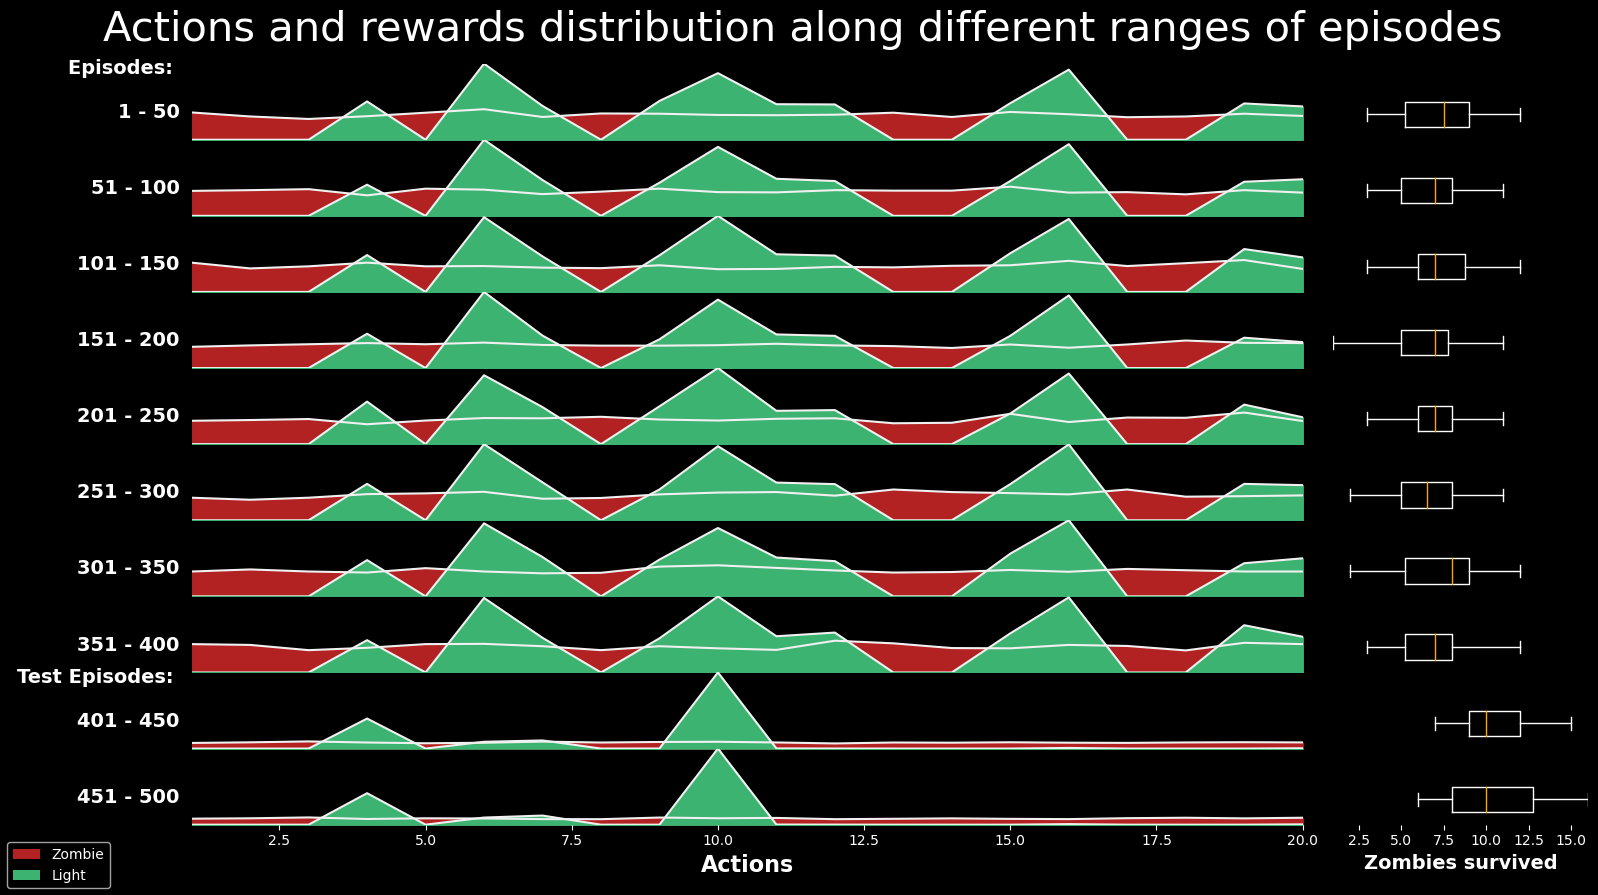 Actions and rewards distribution along different ranges of episodes
Episodes:
1 - 50
51 - 100
101 - 150
151 - 200
201 - 250
251 - 300
301 - 350
351 - 400
Test Episodes:
401 - 450
451 - 500
2.5 5.0 7.5 10.0 12.5 15.0 17.5 20.0
2.5 5.0 7.5 10.0 12.5 15.0
Actions
Zombies survived
Zombie
Light